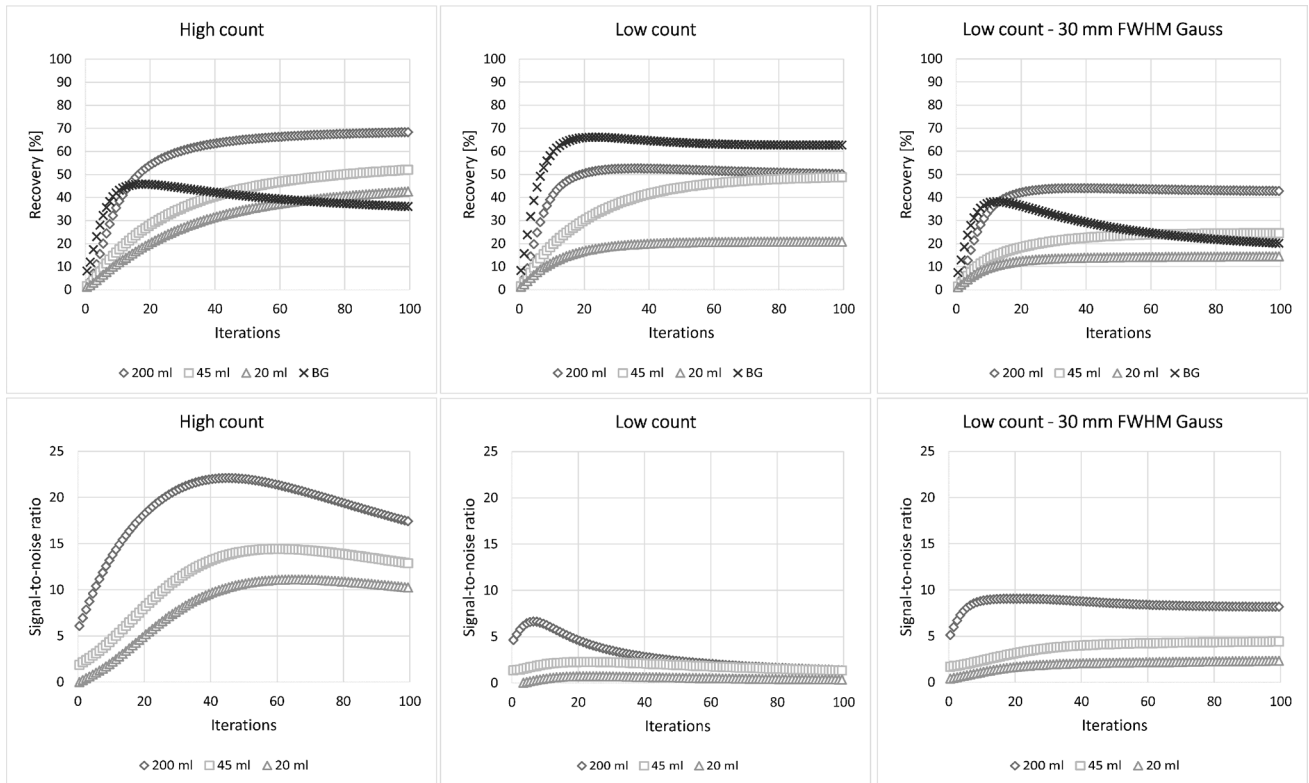 High count
Recovery [%]
100
90
80
70
60
50
40
30
20
10
0
0 20 40 60 80 100
Iterations
200 ml 45 ml 20 ml BG
Low count
Recovery [%]
100
90
80
70
60
50
40
30
20
10
0
0 20 40 60 80 100
Iterations
200 ml 45 ml 20 ml BG
Low count - 30 mm FWHM Gauss
Recovery [%]
100
90
80
70
60
50
40
30
20
10
0
0 20 40 60 80 100
Iterations
200 ml 45 ml 20 ml BG
High count
Signal-to-noise ratio
25
20
15
10
5
0
0 20 40 60 80 100
Iterations
200 ml 45 ml 20 ml
Low count
Signal-to-noise ratio
25
20
15
10
5
0
0 20 40 60 80 100
Iterations
200 ml 45 ml 20 ml
Low count - 30 mm FWHM Gauss
Signal-to-noise ratio
25
20
15
10
5
0
0 20 40 60 80 100
Iterations
200 ml 45 ml 20 ml